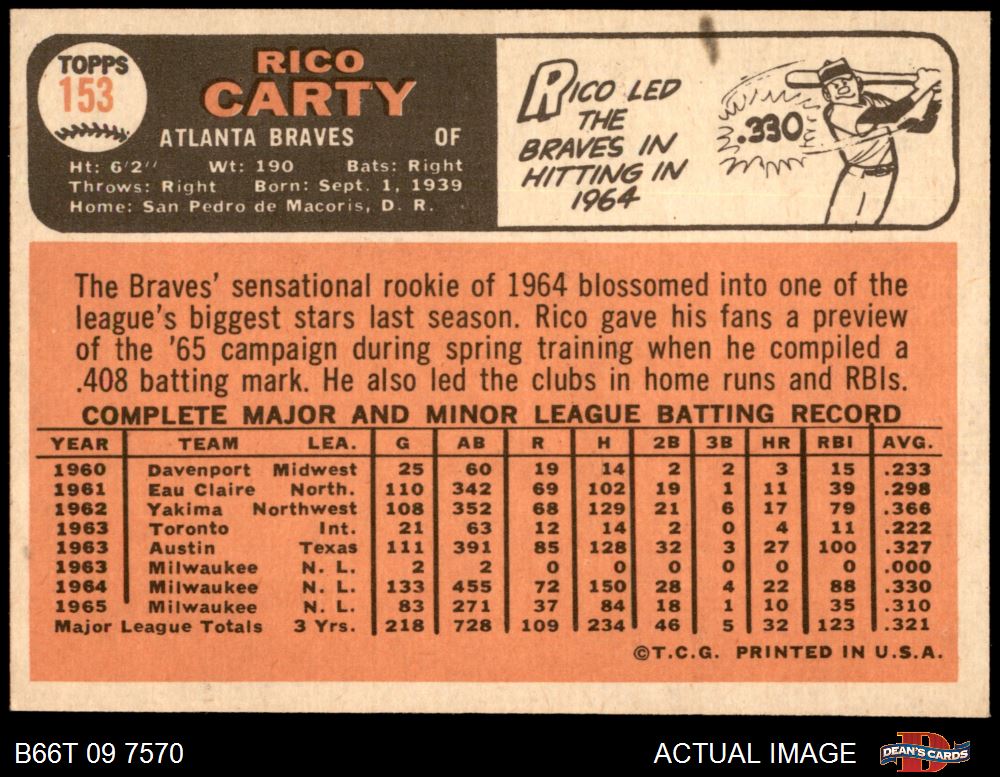 TOPPS
153
RICO
CARTY
ATLANTA BRAVES OF
Ht: 6'2" Wt: 190 Bats: Right
Throws: Right Born: Sept. 1, 1939
Home: San Pedro de Macoris, D. R.
RICO LED
THE
BRAVES IN
HITTING IN
1964
.330
The Braves' sensational rookie of 1964 blossomed into one of the
league's biggest stars last season. Rico gave his fans a preview
of the '65 campaign during spring training when he compiled a
.408 batting mark. He also led the clubs in home runs and RBIs.
COMPLETE MAJOR AND MINOR LEAGUE BATTING RECORD
YEAR TEAM LEA. G AB R H 2B 3B HR RBI AVG.
1960 Davenport Midwest 25 60 19 14 2 2 3 15 .233
1961 Eau Claire North. 110 342 69 102 19 1 11 39 .298
1962 Yakima Northwest 108 352 68 129 21 6 17 79 .366
1963 Toronto Int. 21 63 12 14 2 0 4 11 .222
1963 Austin Texas 111 391 85 128 32 3 27 100 .327
1963 Milwaukee N. L. 2 2 0 0 0 0 0 0 .000
1964 Milwaukee N. L. 133 455 72 150 28 4 22 88 .330
1965 Milwaukee N. L. 83 271 37 84 18 1 10 35 .310
Major League Totals 3 Yrs. 218 728 109 234 46 5 32 123 .321
©T.C.G. PRINTED IN U.S.A.
B66T 09 7570
ACTUAL IMAGE
DEAN'S CARDS